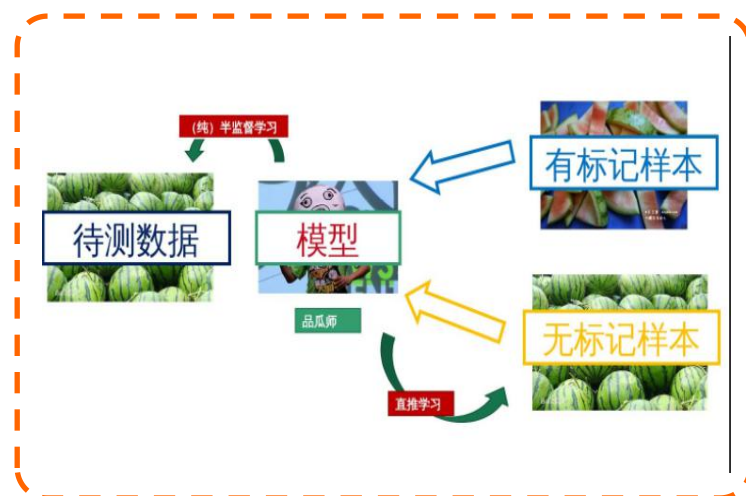 （纯）半监督学习
有标记样本
待测数据
模型
品瓜师
无标记样本
直推学习